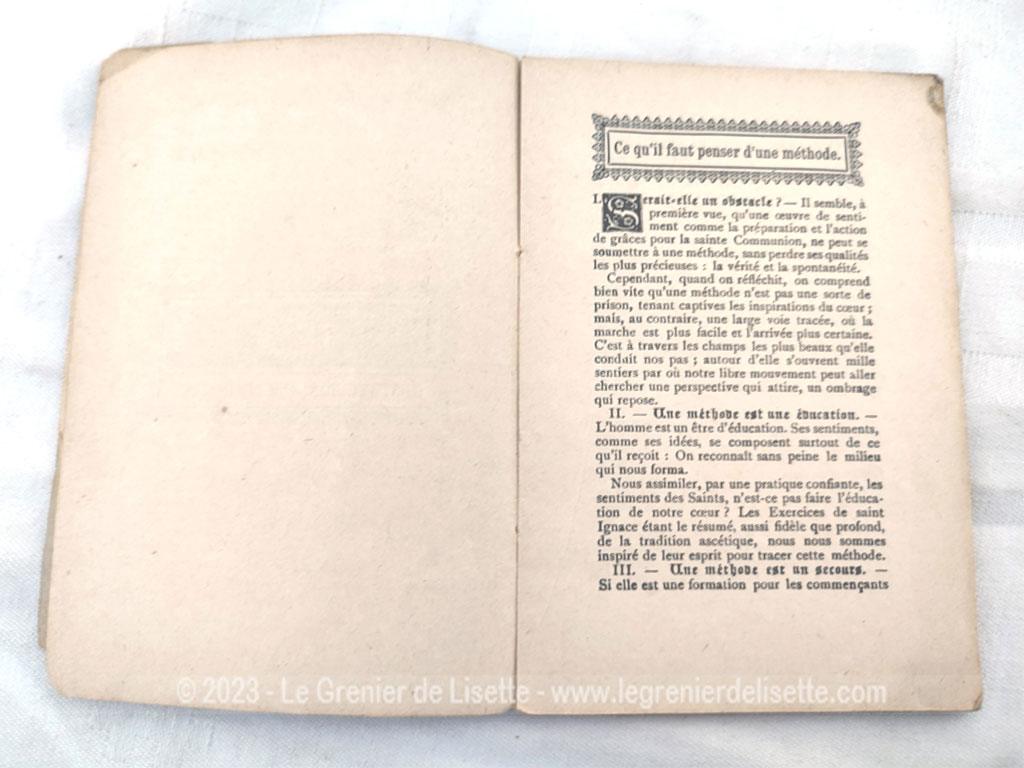 Ce qu'il faut penser d'une méthode.
I. Serait-elle un obstacle ? — Il semble, à
première vue, qu'une œuvre de senti-
ment comme la préparation et l'action
de grâces pour la sainte Communion, ne peut se
soumettre à une méthode, sans perdre ses qualités
les plus précieuses : la vérité et la spontanéité.
Cependant, quand on réfléchit, on comprend
bien vite qu'une méthode n'est pas une sorte de
prison, tenant captives les inspirations du cœur ;
mais, au contraire, une large voie tracée, où la
marche est plus facile et l'arrivée plus certaine.
C'est à travers les champs les plus beaux qu'elle
conduit nos pas ; autour d'elle s'ouvrent mille
sentiers par où notre libre mouvement peut aller
chercher une perspective qui attire, un ombrage
qui repose.
II. — Une méthode est une éducation. —
L'homme est un être d'éducation. Ses sentiments,
comme ses idées, se composent surtout de ce
qu'il reçoit : On reconnaît sans peine le milieu
qui nous forma.
Nous assimiler, par une pratique confiante, les
sentiments des Saints, n'est-ce pas faire l'éduca-
tion de notre cœur ? Les Exercices de saint
Ignace étant le résumé, aussi fidèle que profond,
de la tradition ascétique, nous nous sommes
inspiré de leur esprit pour tracer cette méthode.
III. — Une méthode est un secours. —
Si elle est une formation pour les commençants
© 2023 - Le Grenier de Lisette - www.legrenierdelisette.com